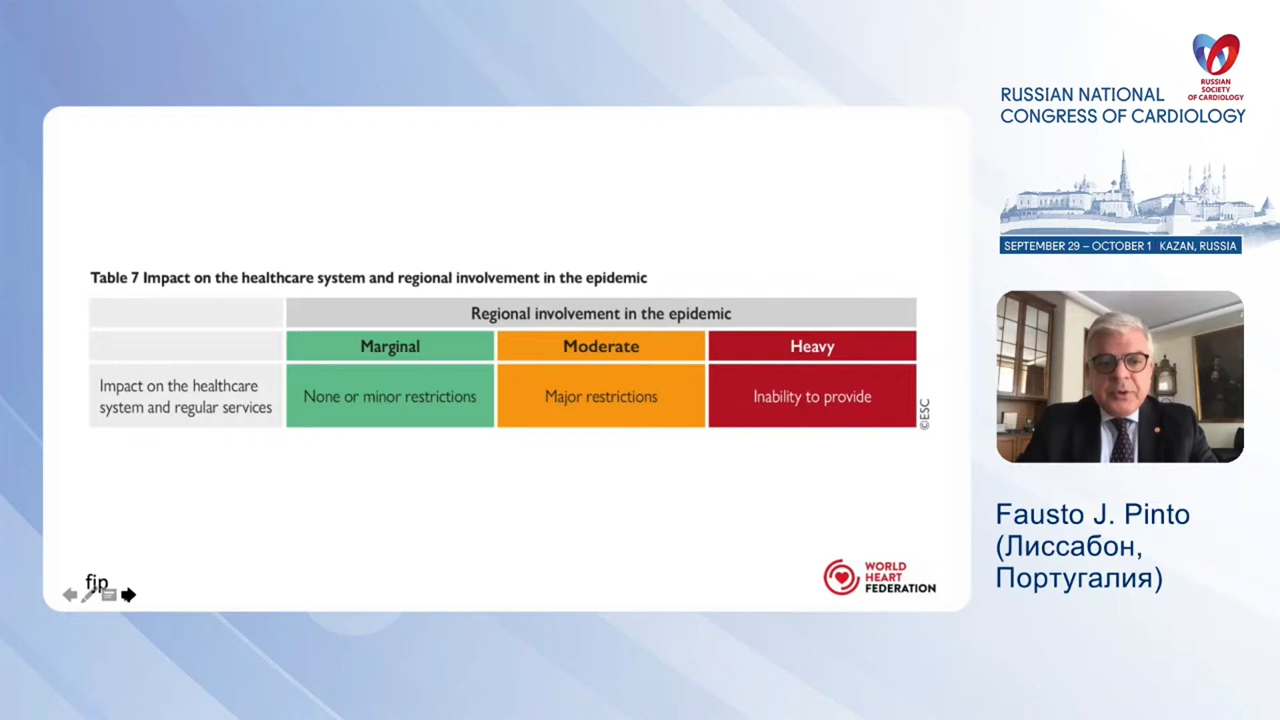 Table 7 Impact on the healthcare system and regional involvement in the epidemic
Regional involvement in the epidemic
Marginal
Moderate
Heavy
Impact on the healthcare
system and regular services
None or minor restrictions
Major restrictions
Inability to provide
©ESC
fjp
WORLD
HEART
FEDERATION
RUSSIAN
SOCIETY
OF CARDIOLOGY
RUSSIAN NATIONAL
CONGRESS OF CARDIOLOGY
SEPTEMBER 29 – OCTOBER 1 KAZAN, RUSSIA
Fausto J. Pinto
(Лиссабон,
Португалия)